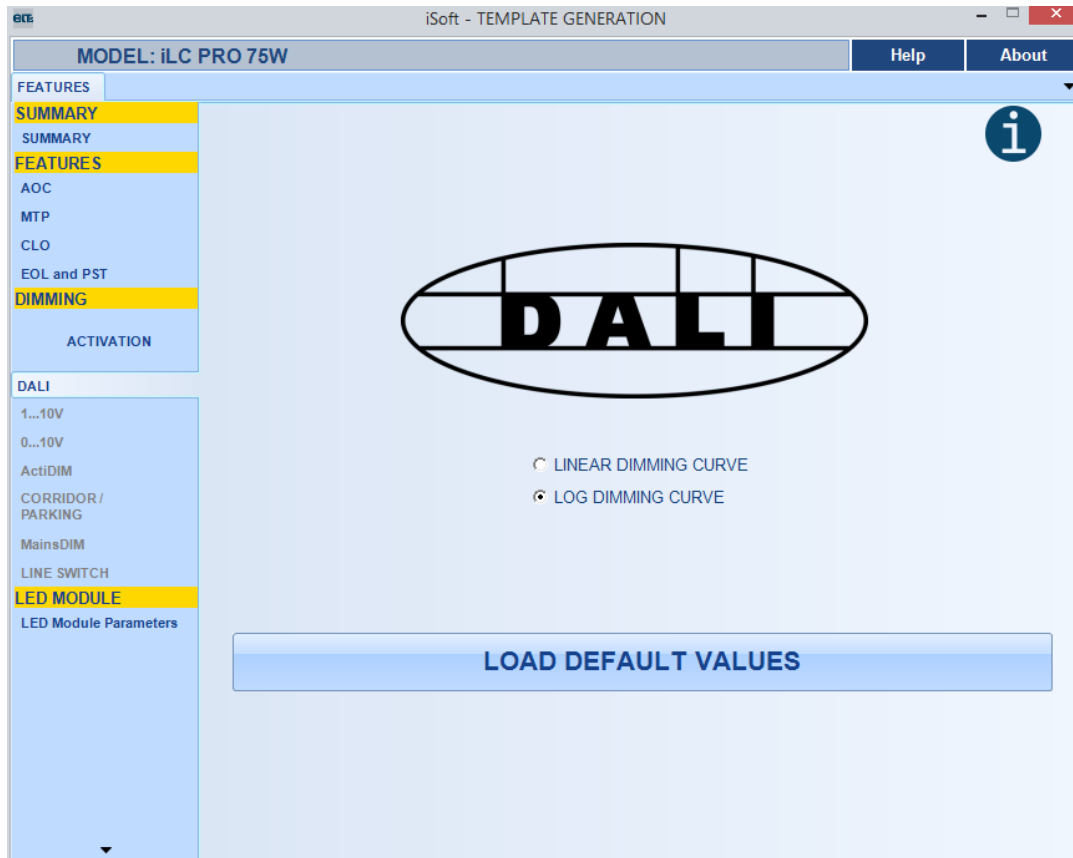 ELT
iSoft - TEMPLATE GENERATION
MODEL: iLC PRO 75W
Help
About
FEATURES
SUMMARY
SUMMARY
FEATURES
AOC
MTP
CLO
EOL and PST
DIMMING
ACTIVATION
DALI
1...10V
0...10V
ActiDIM
CORRIDOR /
PARKING
MainsDIM
LINE SWITCH
LED MODULE
LED Module Parameters
i
DALI
LINEAR DIMMING CURVE
LOG DIMMING CURVE
LOAD DEFAULT VALUES